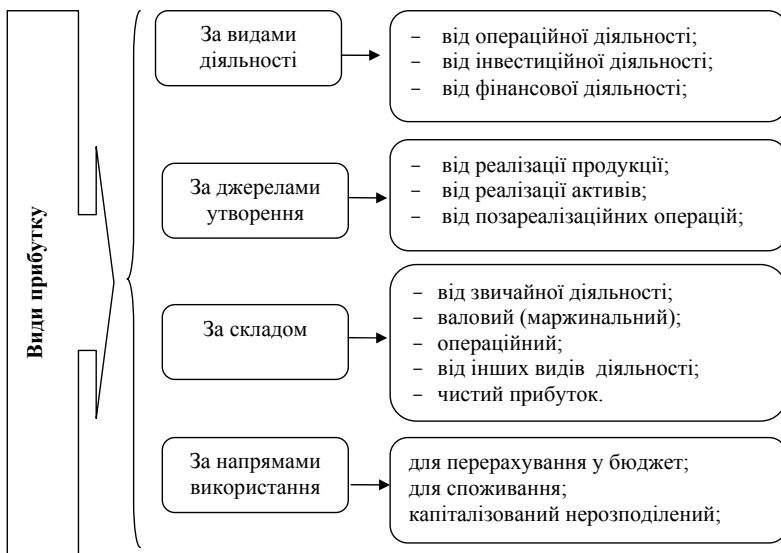 Види прибутку
За видами
діяльності
- від операційної діяльності;
- від інвестиційної діяльності;
- від фінансової діяльності;
За джерелами
утворення
- від реалізації продукції;
- від реалізації активів;
- від позареалізаційних операцій;
За складом
- від звичайної діяльності;
- валовий (маржинальний);
- операційний;
- від інших видів діяльності;
- чистий прибуток.
За напрямами
використання
для перерахування у бюджет;
для споживання;
капіталізований нерозподілений;